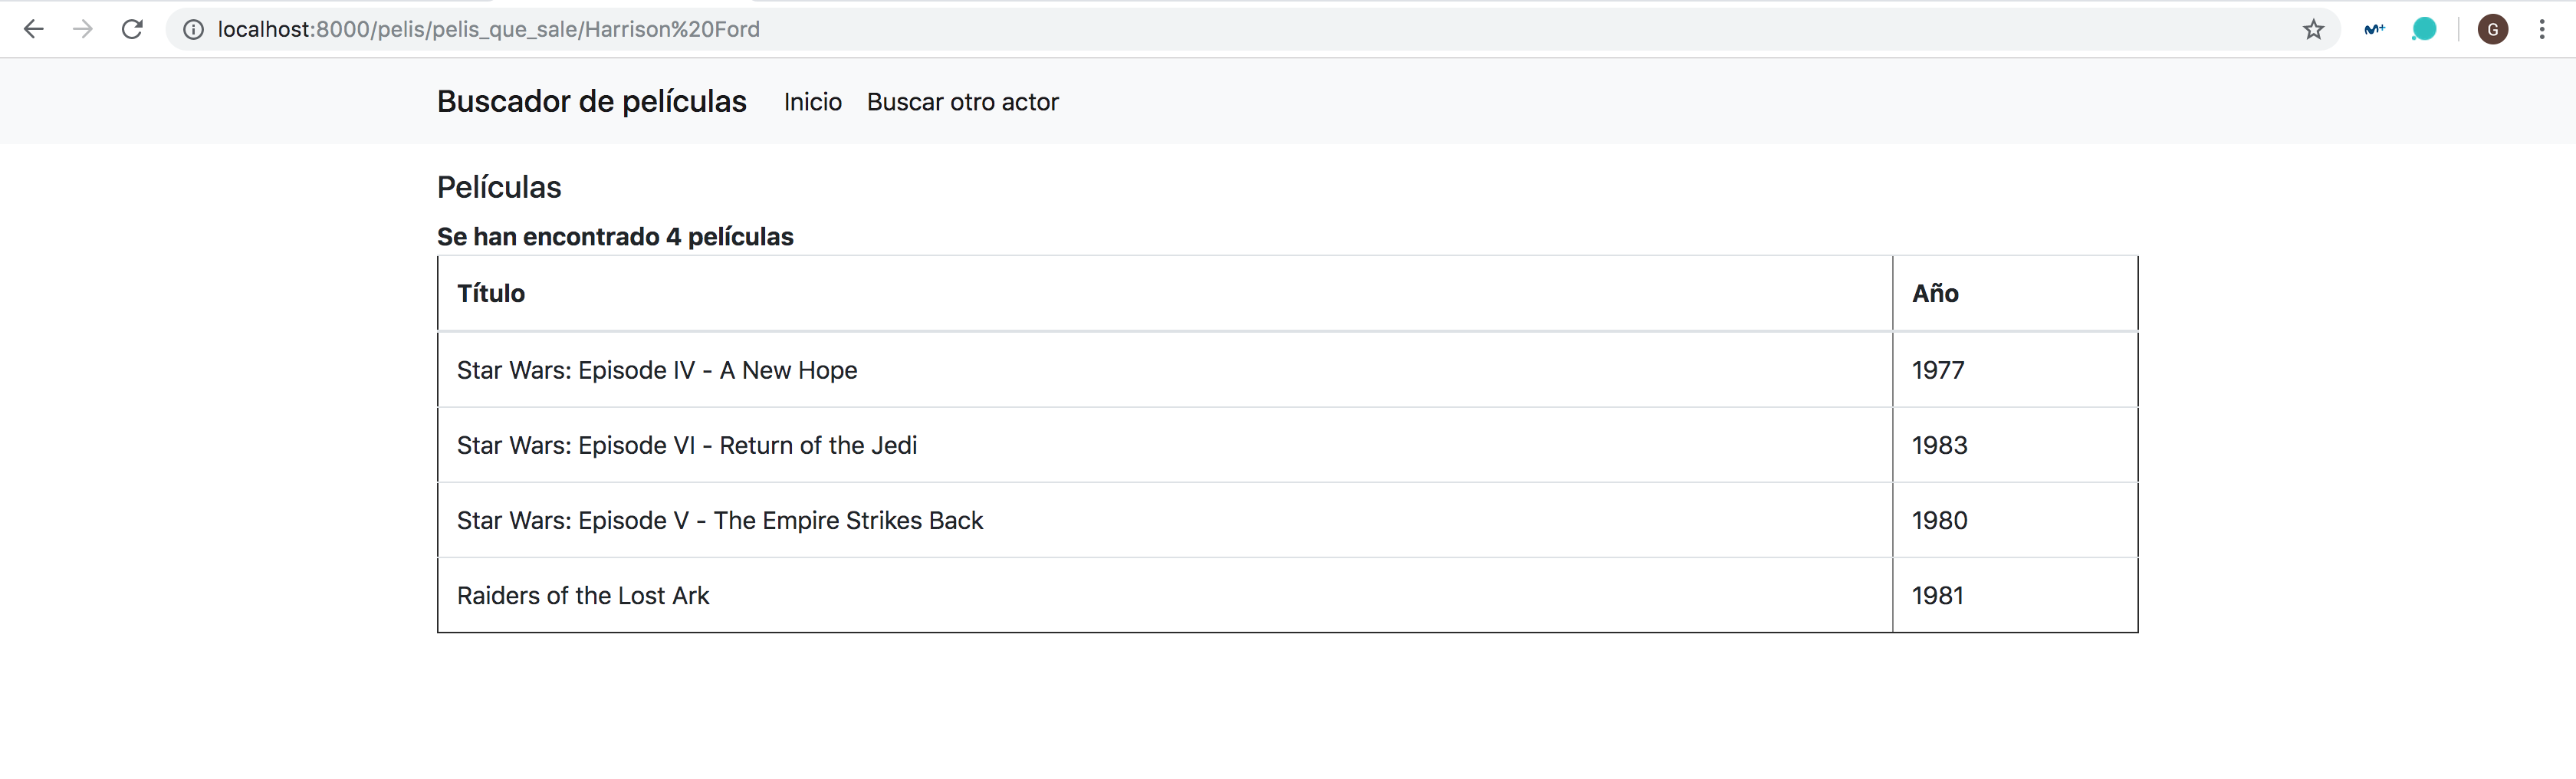 localhost:8000/pelis/pelis_que_sale/Harrison%20Ford
G
Buscador de películas Inicio Buscar otro actor
Películas
Se han encontrado 4 películas
Título Año
Star Wars: Episode IV - A New Hope 1977
Star Wars: Episode VI - Return of the Jedi 1983
Star Wars: Episode V - The Empire Strikes Back 1980
Raiders of the Lost Ark 1981